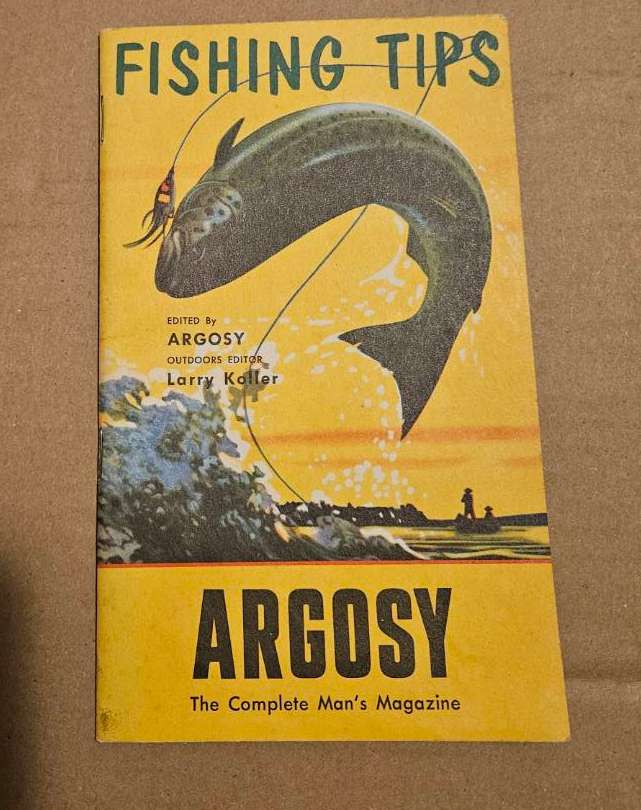 FISHING TIPS
EDITED By
ARGOSY
OUTDOORS EDITOR
Larry Koller
ARGOSY
The Complete Man's Magazine